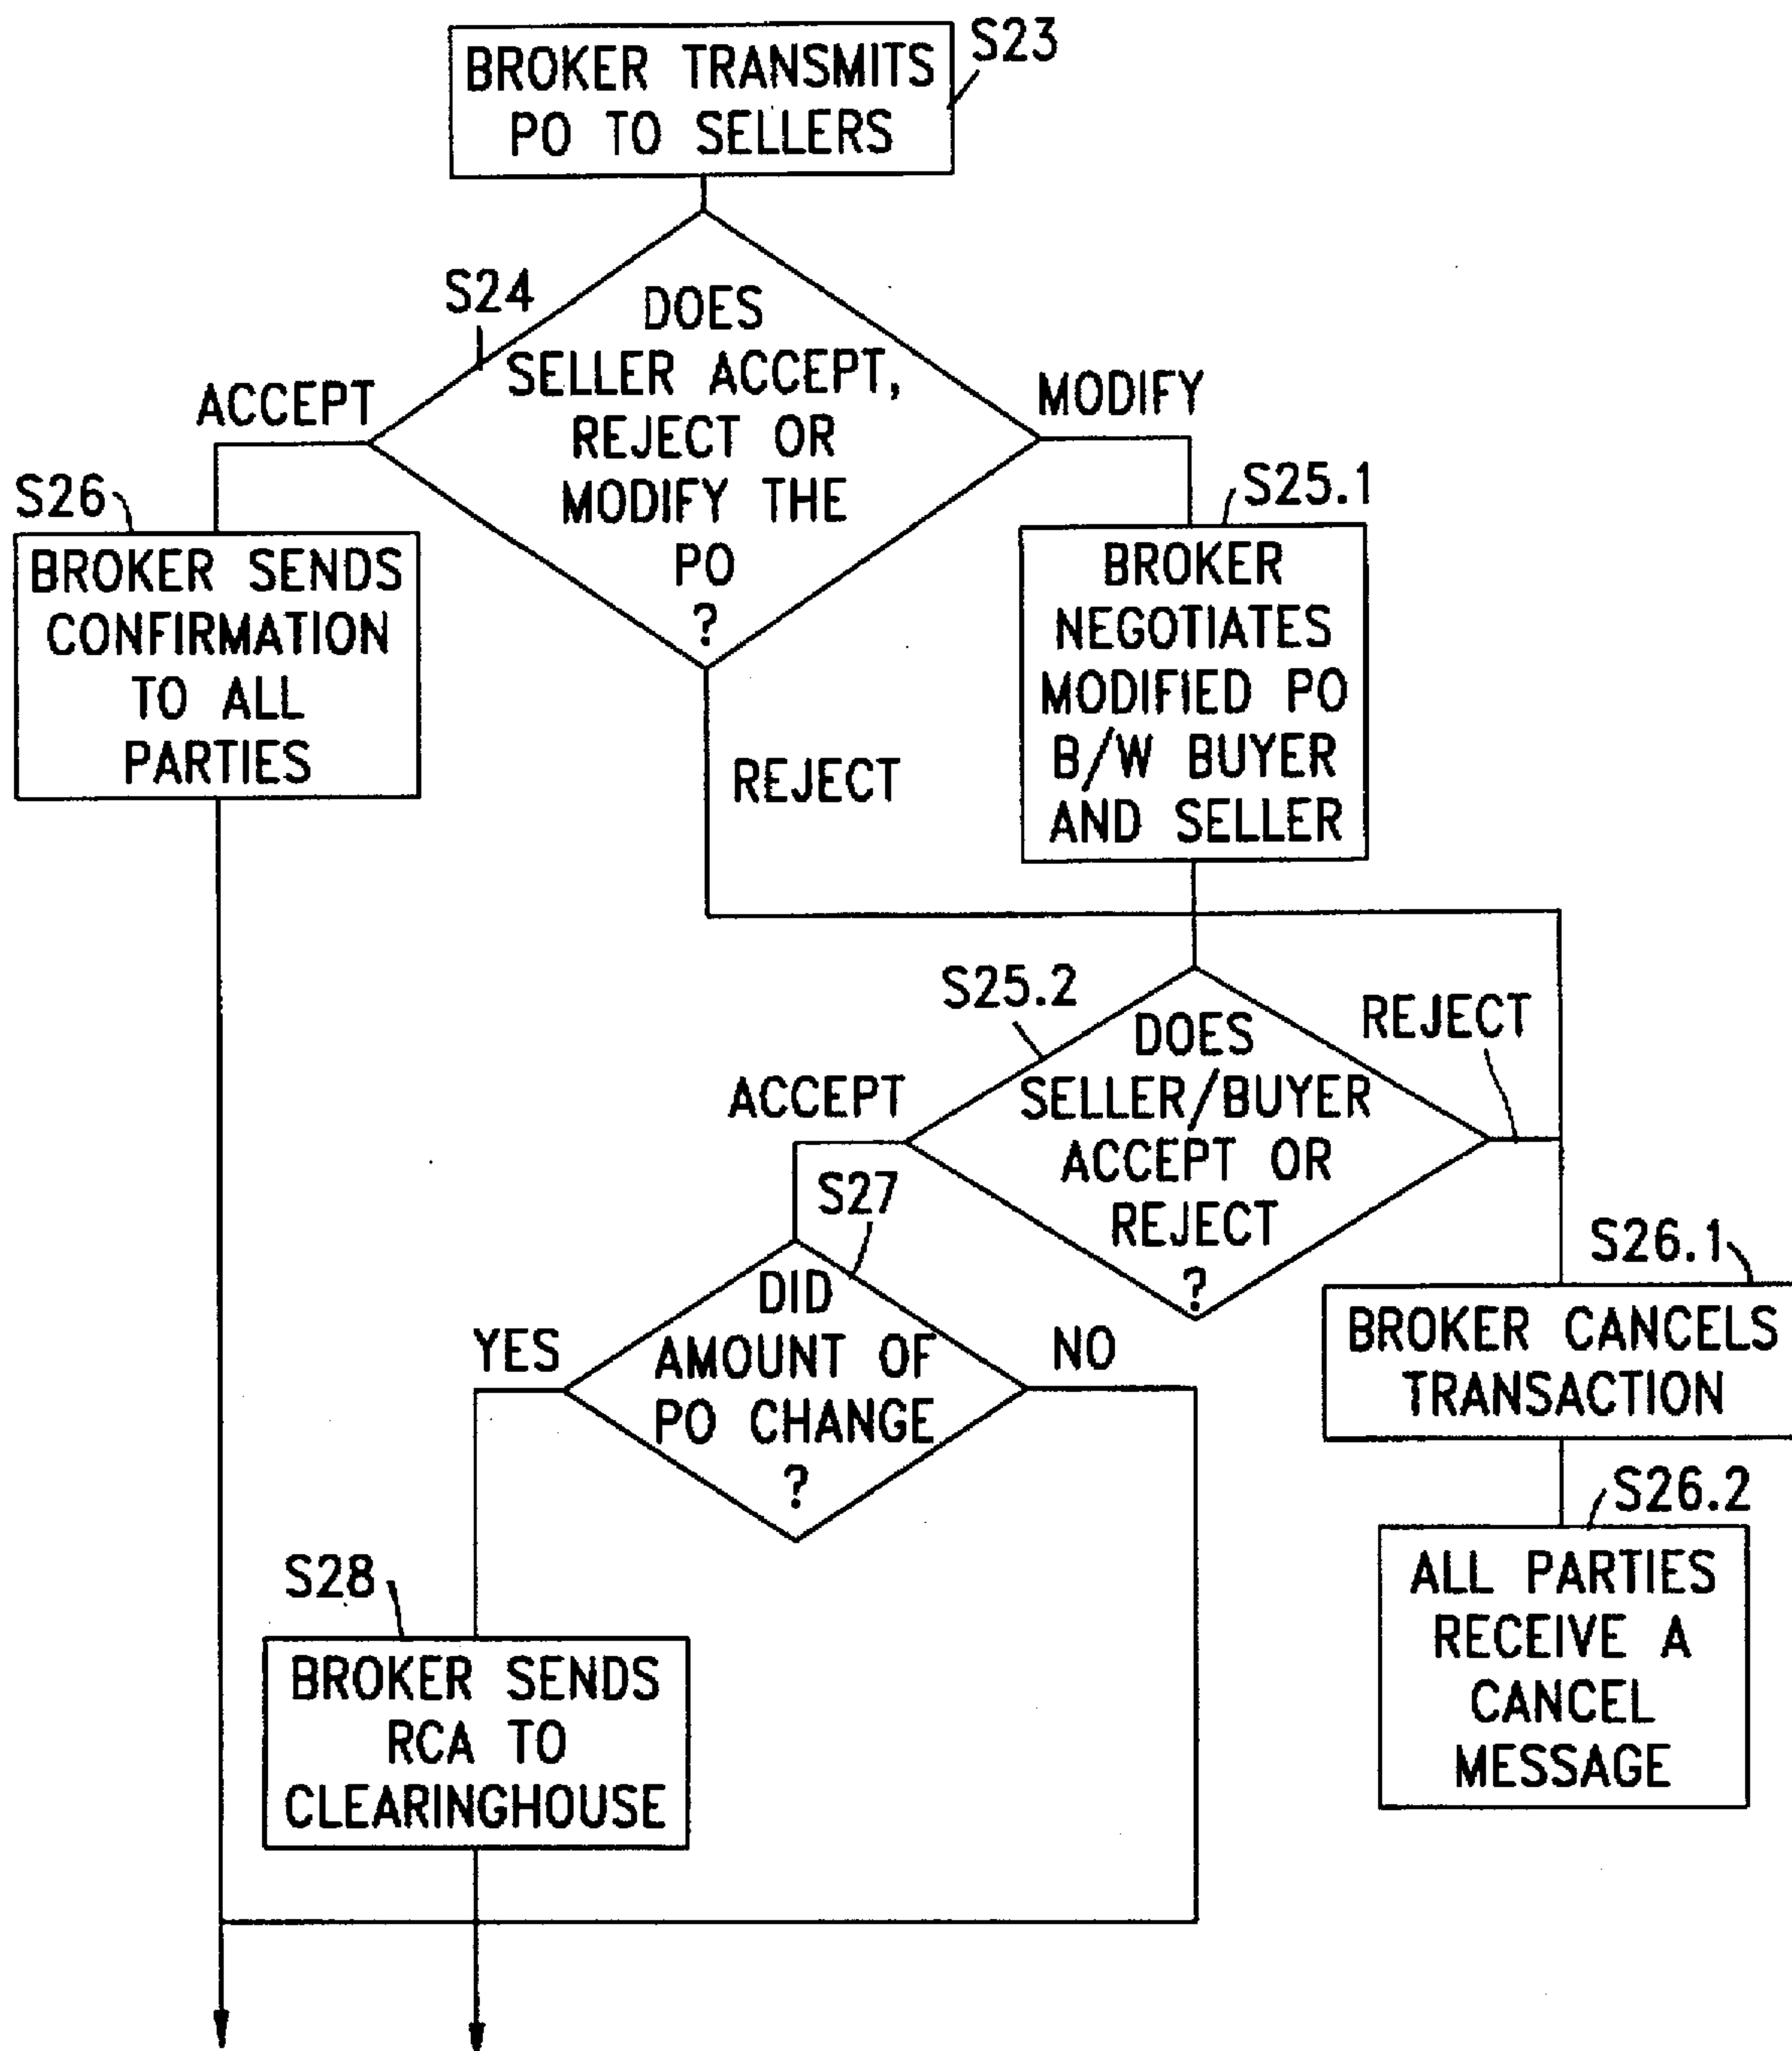 BROKER TRANSMITS
PO TO SELLERS
S23
S24
DOES
SELLER ACCEPT,
REJECT OR
MODIFY THE
PO
?
ACCEPT
MODIFY
REJECT
S26
BROKER SENDS
CONFIRMATION
TO ALL
PARTIES
S25.1
BROKER
NEGOTIATES
MODIFIED PO
B/W BUYER
AND SELLER
S25.2
DOES
SELLER/BUYER
ACCEPT OR
REJECT
?
ACCEPT
REJECT
S27
DID
AMOUNT OF
PO CHANGE
?
YES
NO
S26.1
BROKER CANCELS
TRANSACTION
S26.2
ALL PARTIES
RECEIVE A
CANCEL
MESSAGE
S28
BROKER SENDS
RCA TO
CLEARINGHOUSE